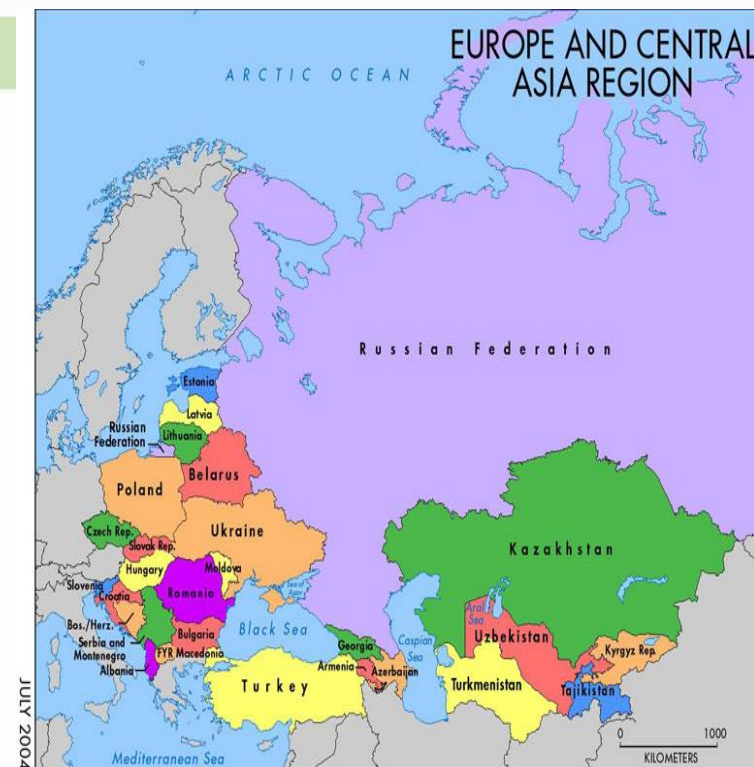 EUROPE AND CENTRAL
ASIA REGION
ARCTIC OCEAN
Russian Federation
Estonia
Latvia
Russian
Federation
Lithuania
Belarus
Poland
Ukraine
Czech Rep.
Slovak Rep.
Kazakhstan
Hungary
Moldova
Romania
Slovenia
Croatia
Sea of
Azov
Aral
Sea
Bos./Herz.
Serbia and
Montenegro
Bulgaria
Black Sea
Caspian
Sea
Uzbekistan
Georgia
Kyrgyz Rep.
FYR Macedonia
Albania
Armenia
Azerbaijan
Turkey
Turkmenistan
Tajikistan
Mediterranean Sea
0 1000
KILOMETERS
JULY 2004